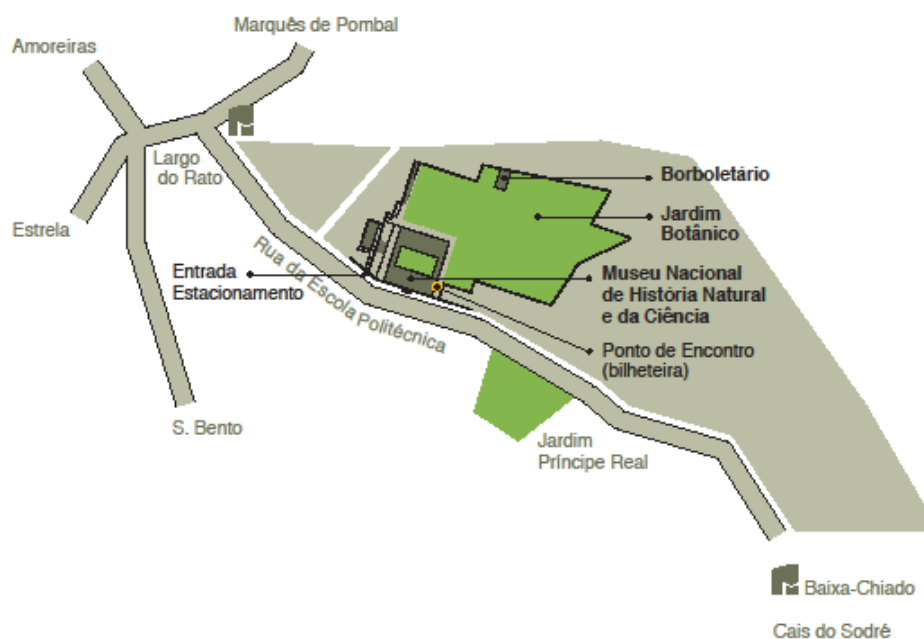 Marquês de Pombal
Amoreiras
Largo
do Rato
Borboletário
Estrela
Jardim
Botânico
Entrada
Estacionamento
Rua da Escola Politécnica
Museu Nacional
de História Natural
e da Ciência
Ponto de Encontro
(bilheteira)
S. Bento
Jardim
Príncipe Real
Baixa-Chiado
Cais do Sodré